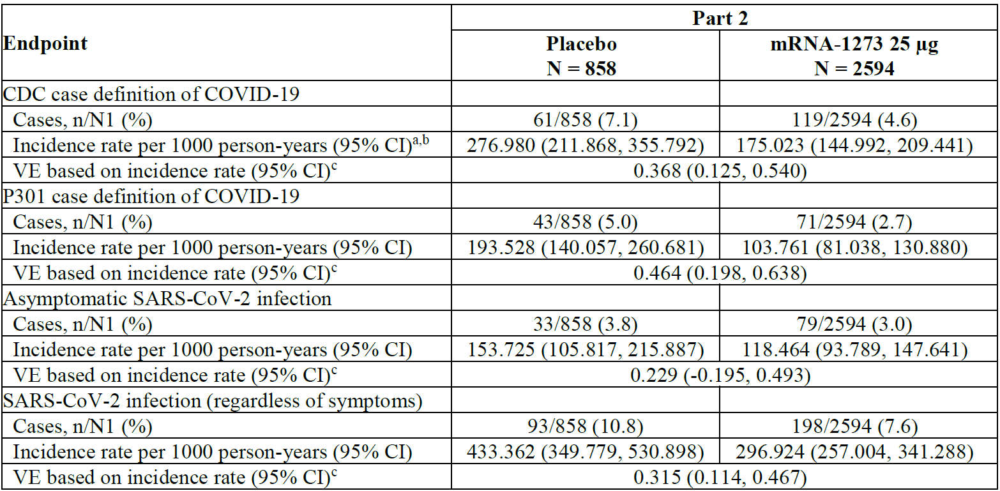 Endpoint
Part 2
Placebo
N = 858
mRNA-1273 25 µg
N = 2594
CDC case definition of COVID-19
Cases, n/N1 (%) 61/858 (7.1) 119/2594 (4.6)
Incidence rate per 1000 person-years (95% CI)a,b 276.980 (211.868, 355.792) 175.023 (144.992, 209.441)
VE based on incidence rate (95% CI)c 0.368 (0.125, 0.540)
P301 case definition of COVID-19
Cases, n/N1 (%) 43/858 (5.0) 71/2594 (2.7)
Incidence rate per 1000 person-years (95% CI) 193.528 (140.057, 260.681) 103.761 (81.038, 130.880)
VE based on incidence rate (95% CI)c 0.464 (0.198, 0.638)
Asymptomatic SARS-CoV-2 infection
Cases, n/N1 (%) 33/858 (3.8) 79/2594 (3.0)
Incidence rate per 1000 person-years (95% CI) 153.725 (105.817, 215.887) 118.464 (93.789, 147.641)
VE based on incidence rate (95% CI)c 0.229 (-0.195, 0.493)
SARS-CoV-2 infection (regardless of symptoms)
Cases, n/N1 (%) 93/858 (10.8) 198/2594 (7.6)
Incidence rate per 1000 person-years (95% CI) 433.362 (349.779, 530.898) 296.924 (257.004, 341.288)
VE based on incidence rate (95% CI)c 0.315 (0.114, 0.467)